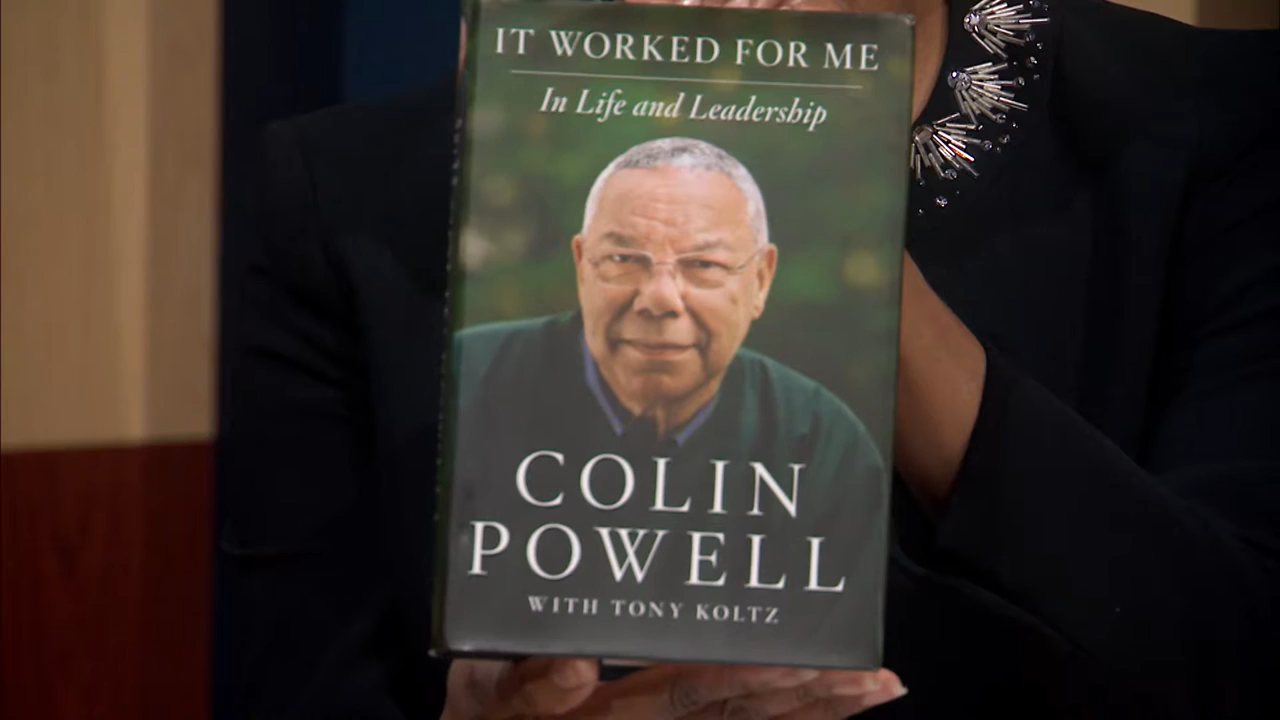 IT WORKED FOR ME
In Life and Leadership
COLIN
POWELL
WITH TONY KOLTZ